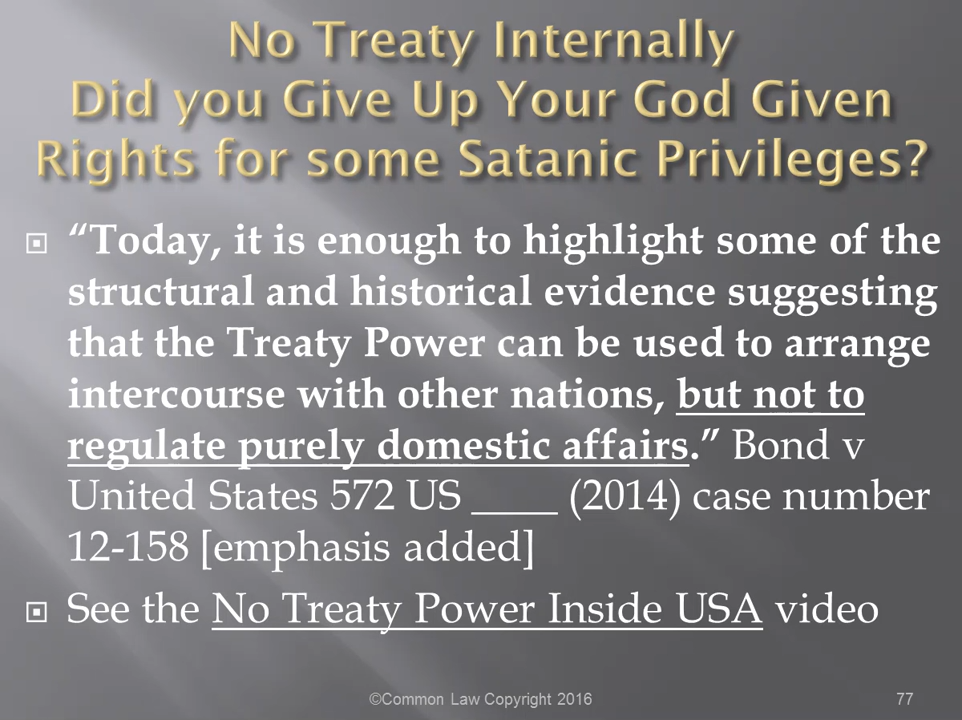 No Treaty Internally
Did you Give Up Your God Given
Rights for some Satanic Privileges?
“Today, it is enough to highlight some of the
structural and historical evidence suggesting
that the Treaty Power can be used to arrange
intercourse with other nations, but not to
regulate purely domestic affairs.” Bond v
United States 572 US ____ (2014) case number
12-158 [emphasis added]
See the No Treaty Power Inside USA video
©Common Law Copyright 2016 77